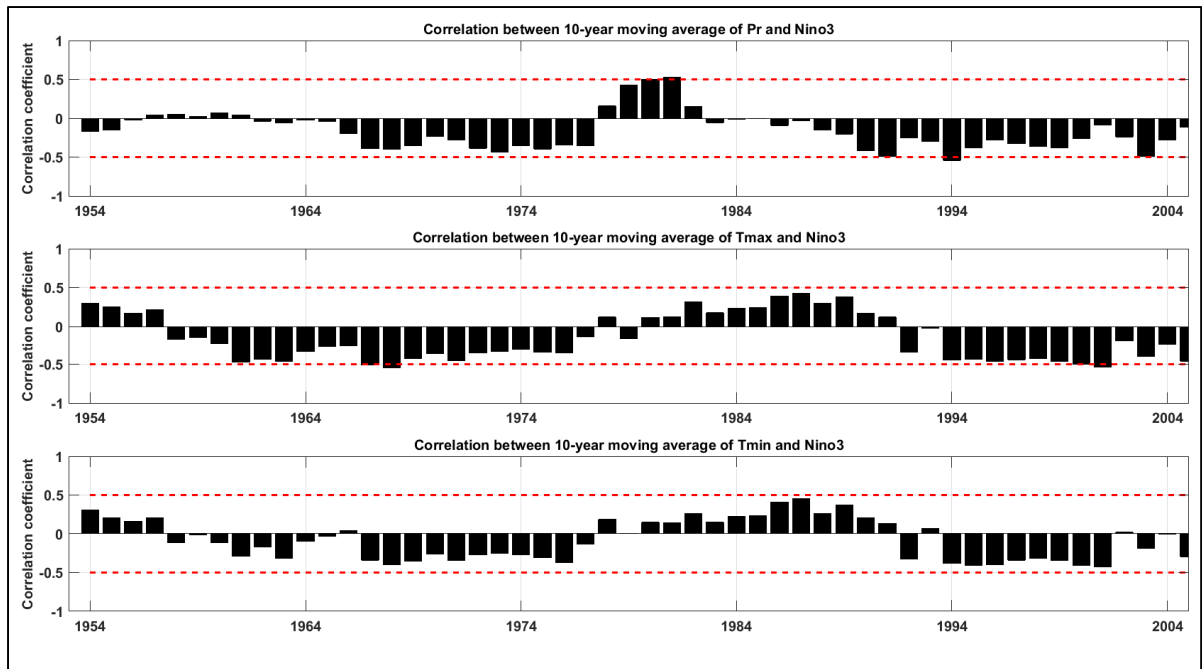 Correlation between 10-year moving average of Pr and Nino3
Correlation coefficient
1
0.5
0
-0.5
-1
1954 1964 1974 1984 1994 2004
Correlation between 10-year moving average of Tmax and Nino3
Correlation coefficient
1
0.5
0
-0.5
-1
1954 1964 1974 1984 1994 2004
Correlation between 10-year moving average of Tmin and Nino3
Correlation coefficient
1
0.5
0
-0.5
-1
1954 1964 1974 1984 1994 2004